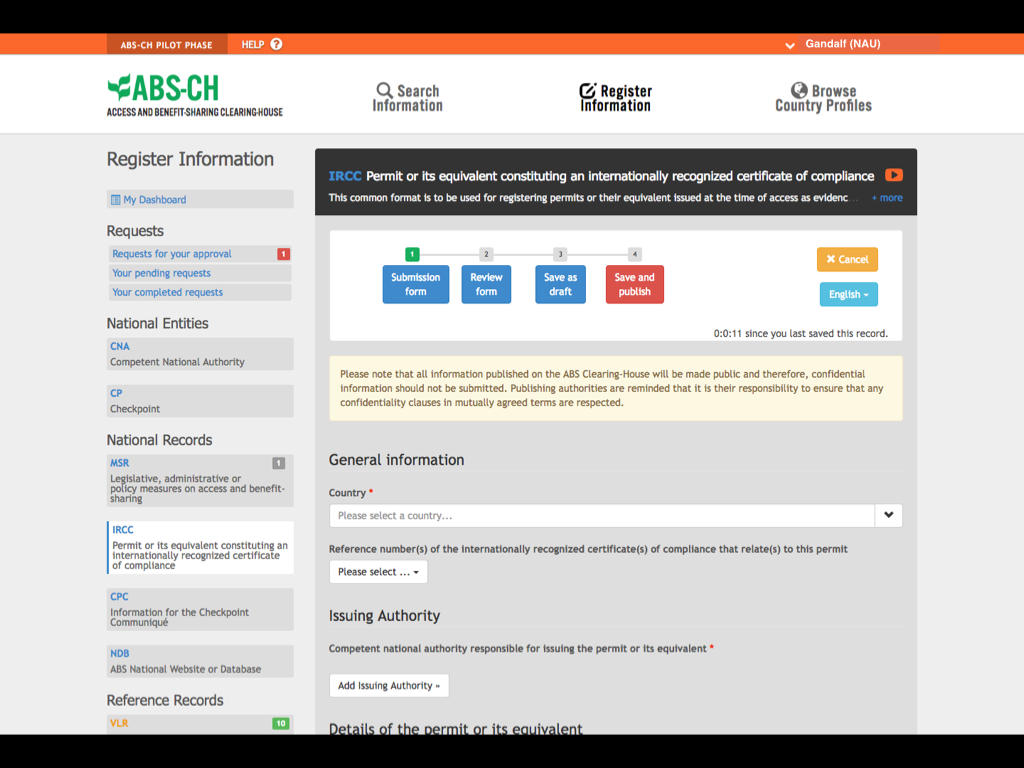 ABS-CH PILOT PHASE
HELP ?
Gandalf (NAU)
ABS-CH
ACCESS AND BENEFIT-SHARING CLEARING-HOUSE
Search
Information
Register
Information
Browse
Country Profiles
Register Information
My Dashboard
Requests
Requests for your approval 1
Your pending requests
Your completed requests
National Entities
CNA
Competent National Authority
CP
Checkpoint
National Records
MSR 1
Legislative, administrative or
policy measures on access and benefit-
sharing
IRCC
Permit or its equivalent constituting an
internationally recognized certificate
of compliance
CPC
Information for the Checkpoint
Communiqué
NDB
ABS National Website or Database
Reference Records
VLR 10
IRCC Permit or its equivalent constituting an internationally recognized certificate of compliance
This common format is to be used for registering permits or their equivalent issued at the time of access as evidenc... + more
1
Submission
form
2
Review
form
3
Save as
draft
4
Save and
publish
✖ Cancel
English
0:0:11 since you last saved this record.
Please note that all information published on the ABS Clearing-House will be made public and therefore, confidential
information should not be submitted. Publishing authorities are reminded that it is their responsibility to ensure that any
confidentiality clauses in mutually agreed terms are respected.
General information
Country *
Please select a country...
Reference number(s) of the internationally recognized certificate(s) of compliance that relate(s) to this permit
Please select ...
Issuing Authority
Competent national authority responsible for issuing the permit or its equivalent *
Add Issuing Authority »
Details of the permit or its equivalent